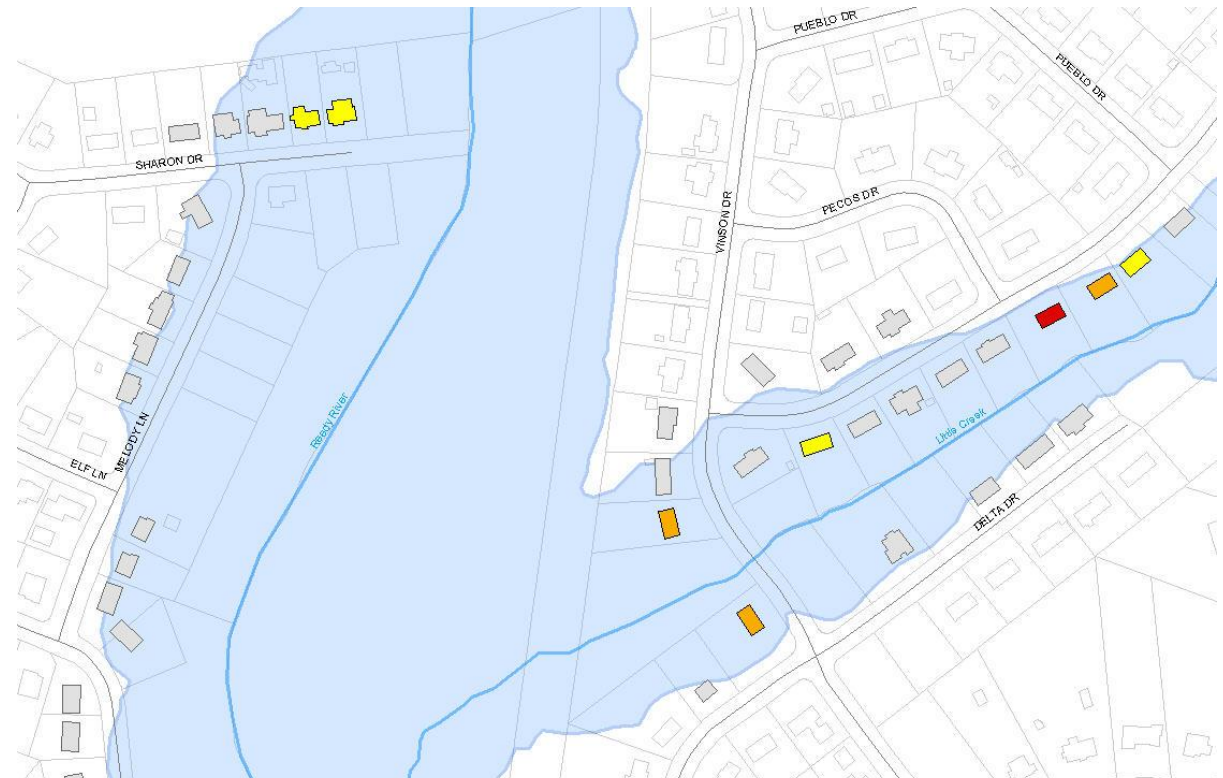 PUEBLO DR
PUEBLO DR
SHARON DR
PECOS DR
VINSON DR
Reedy River
MELODY LN
Little Creek
ELF LN
DELTA DR